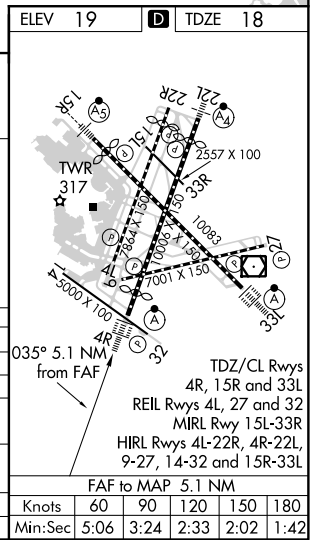 ELEV 19 D TDZE 18
15R
A5
22R
22L
A4
15L
P
P
2557 X 100
TWR
317
33R
7864 X 150
10006 X 150
10083 X 150
P
4L
9
P
7001 X 150
27
P
14
5000 X 100
P
A
33L
A
4R
P
32
035° 5.1 NM
from FAF
TDZ/CL Rwys
4R, 15R and 33L
REIL Rwys 4L, 27 and 32
MIRL Rwy 15L-33R
HIRL Rwys 4L-22R, 4R-22L,
9-27, 14-32 and 15R-33L
FAF to MAP 5.1 NM
Knots 60 90 120 150 180
Min:Sec 5:06 3:24 2:33 2:02 1:42